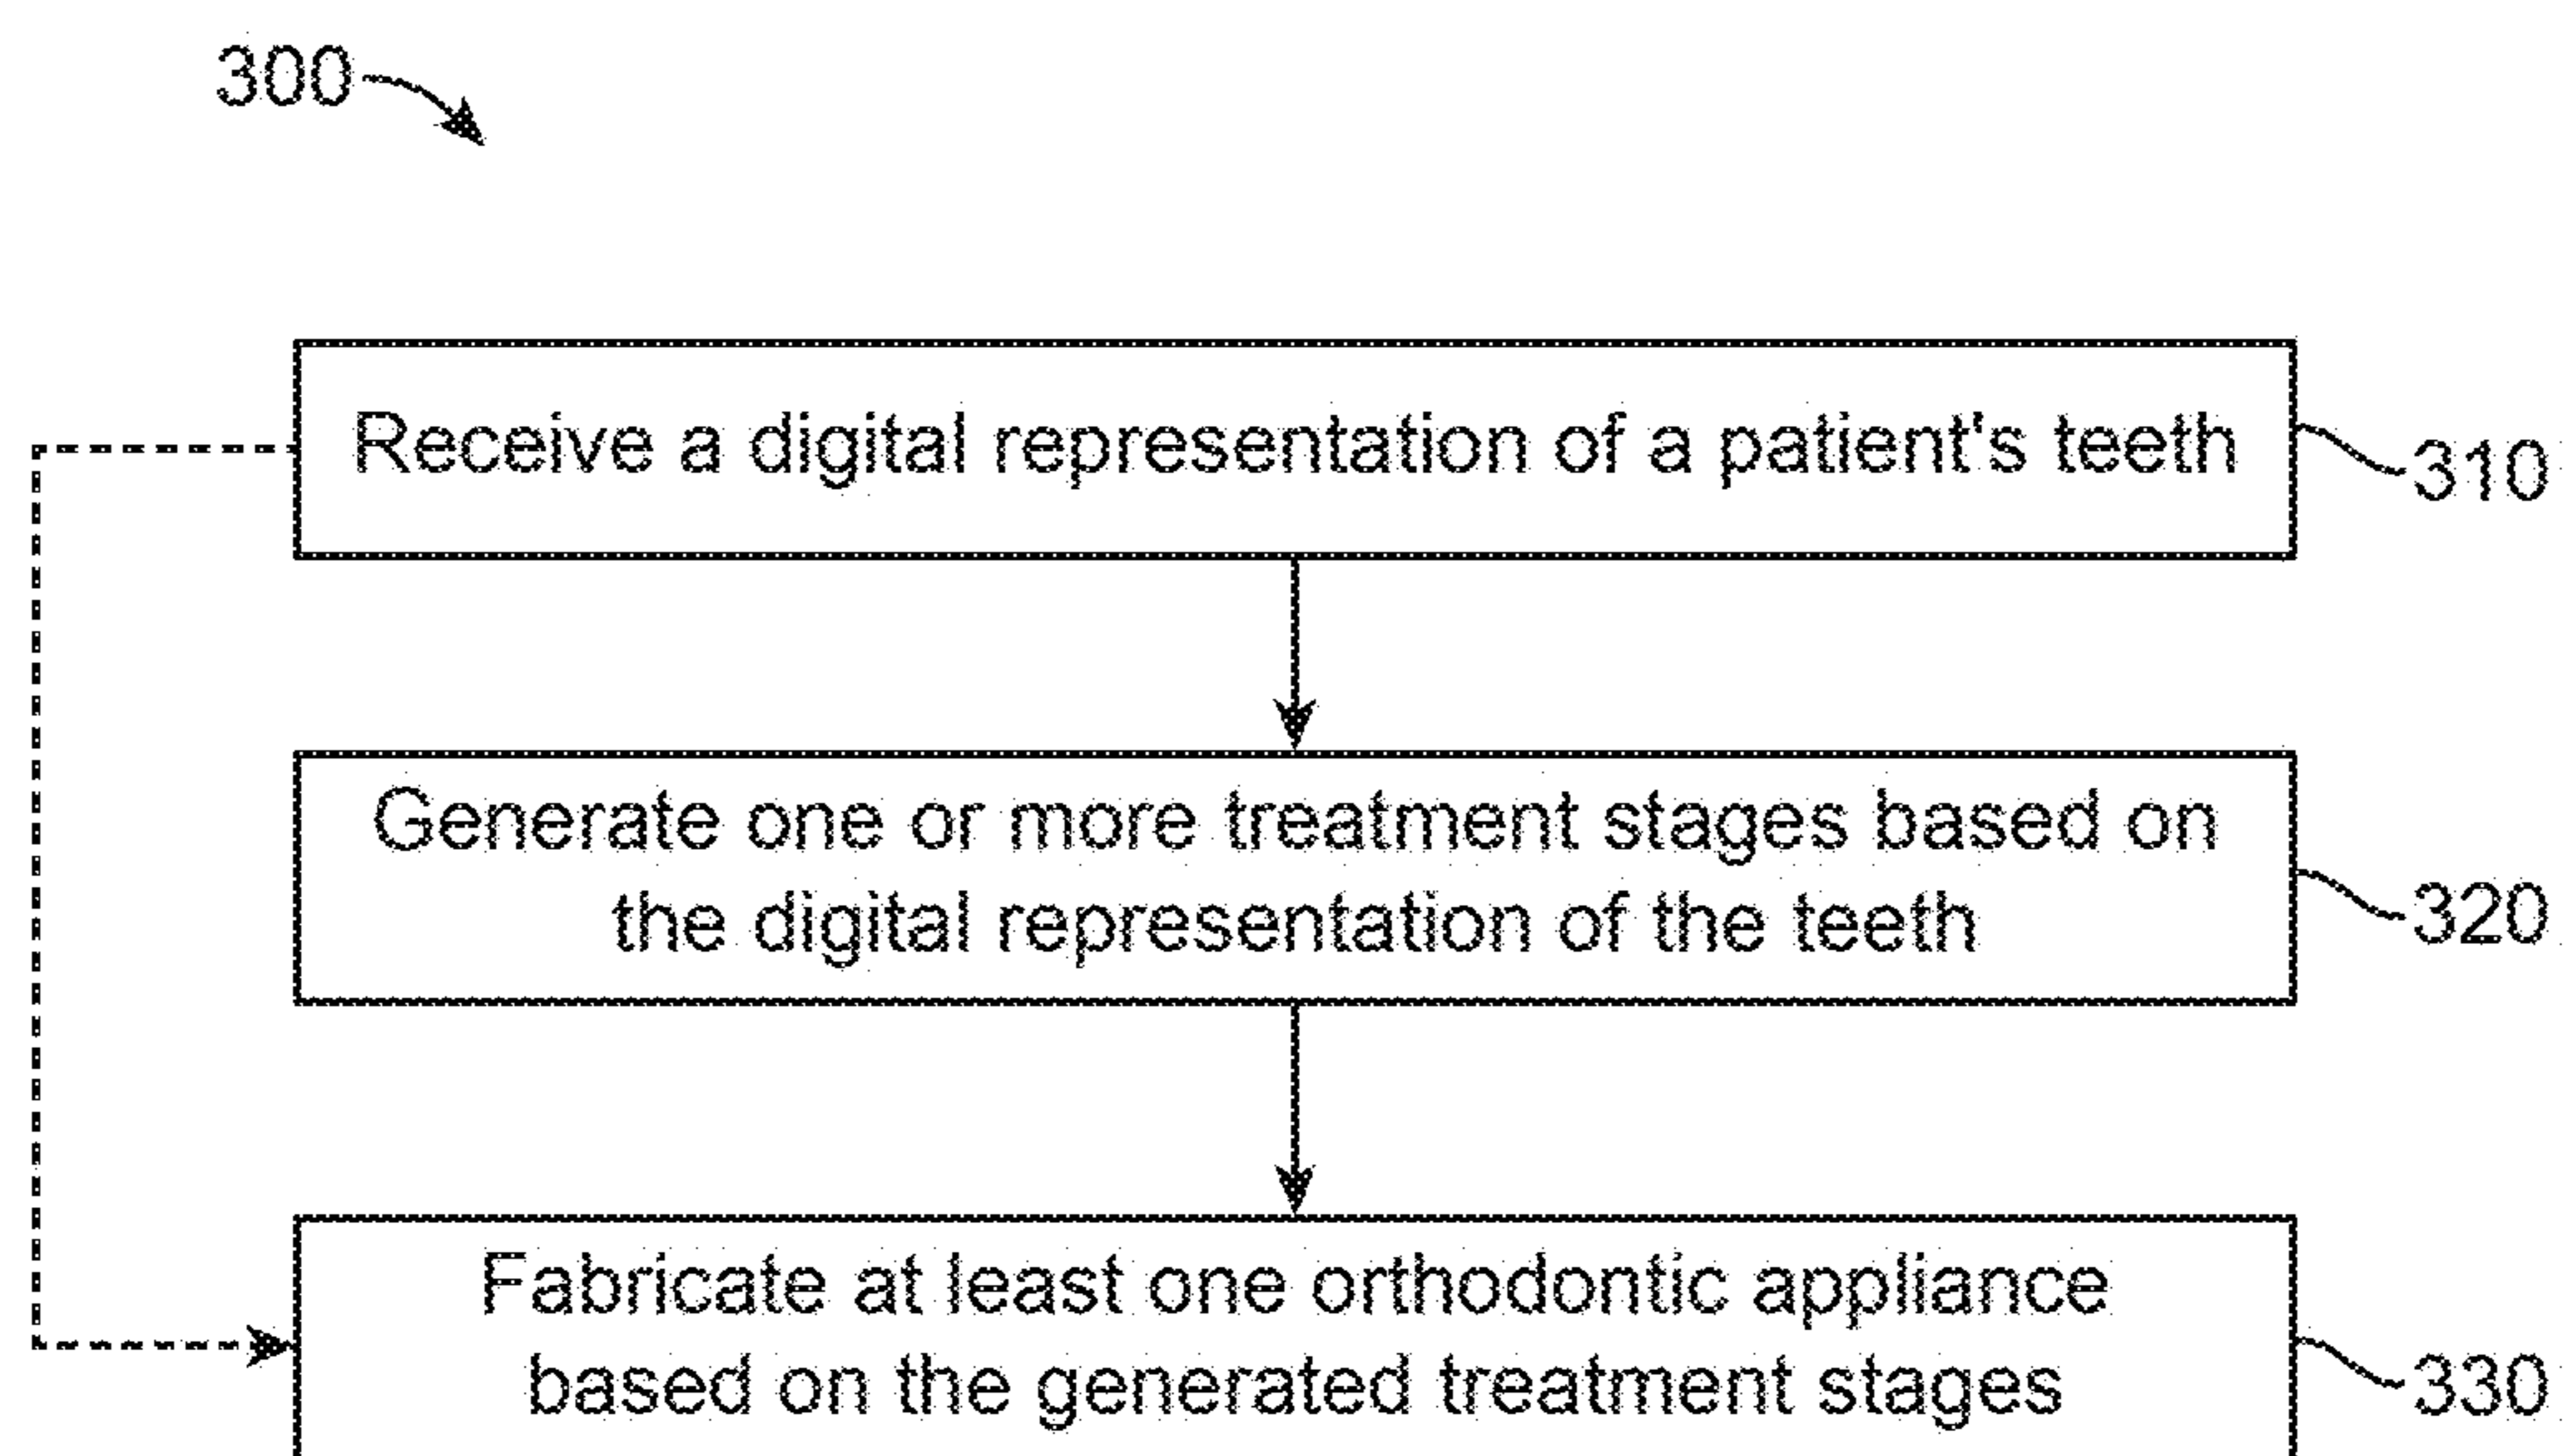 300
Receive a digital representation of a patient's teeth
310
Generate one or more treatment stages based on
the digital representation of the teeth
320
Fabricate at least one orthodontic appliance
based on the generated treatment stages
330